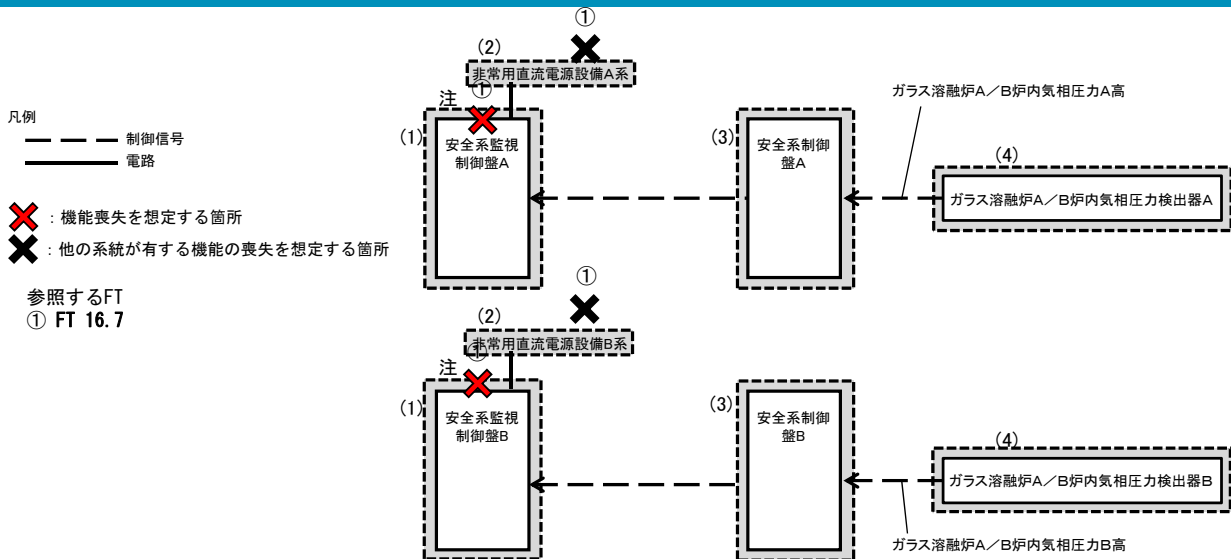 凡例
制御信号
電路
：機能喪失を想定する箇所
：他の系統が有する機能の喪失を想定する箇所
参照するFT
① FT 16.7
①
(2)
非常用直流電源設備A系
①
注
(1)
安全系監視
制御盤A
(3)
安全系制御
盤A
ガラス溶融炉A／B炉内気相圧力A高
(4)
ガラス溶融炉A／B炉内気相圧力検出器A
①
(2)
非常用直流電源設備B系
①
注
(1)
安全系監視
制御盤B
(3)
安全系制御
盤B
(4)
ガラス溶融炉A／B炉内気相圧力検出器B
ガラス溶融炉A／B炉内気相圧力B高